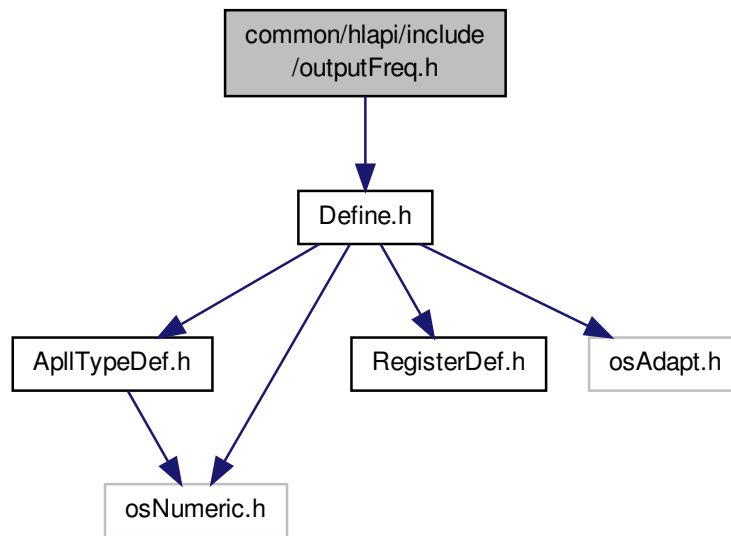 common/hlapi/include
/outputFreq.h
Define.h
ApllTypeDef.h
RegisterDef.h
osAdapt.h
osNumeric.h